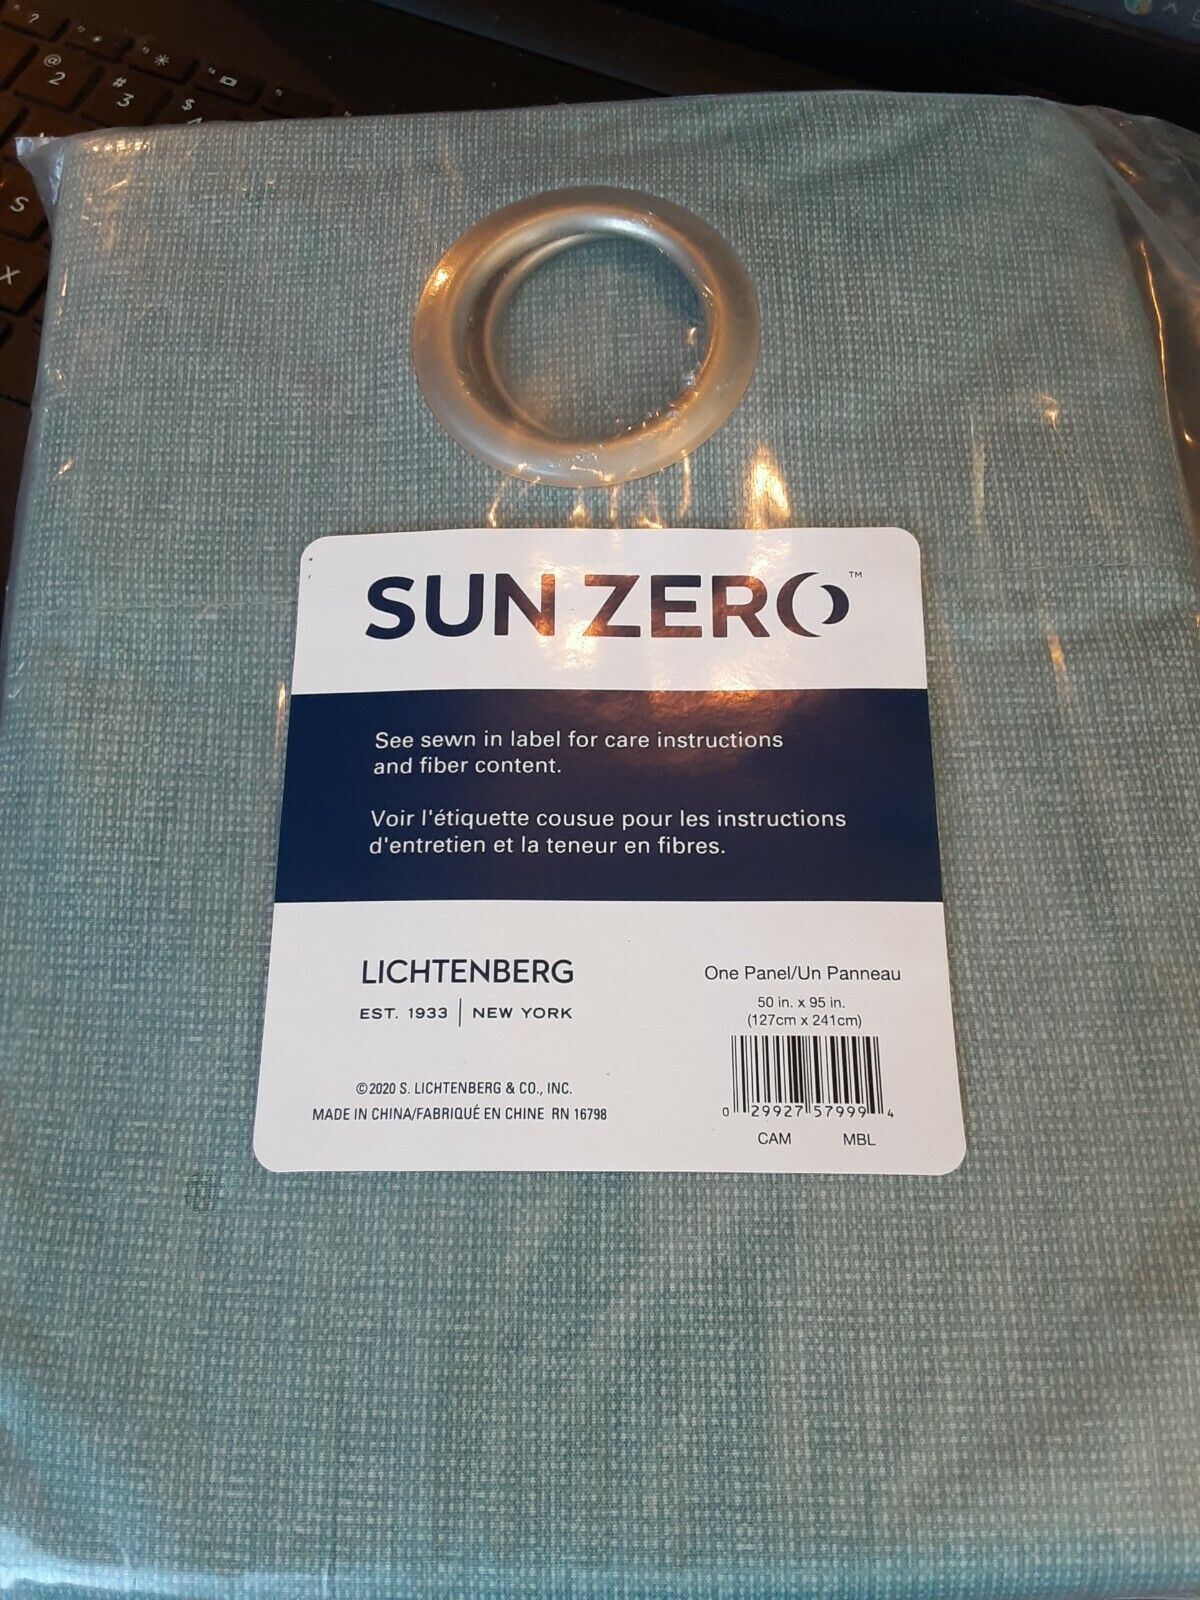 ?
@
2
#
3
$
S
X
SUN ZERO™
See sewn in label for care instructions
and fiber content.
Voir l'étiquette cousue pour les instructions
d'entretien et la teneur en fibres.
LICHTENBERG
EST. 1933 | NEW YORK
©2020 S. LICHTENBERG & CO., INC.
MADE IN CHINA/FABRIQUÉ EN CHINE RN 16798
One Panel/Un Panneau
50 in. x 95 in.
(127cm x 241cm)
0 29927 57999 4
CAM MBL